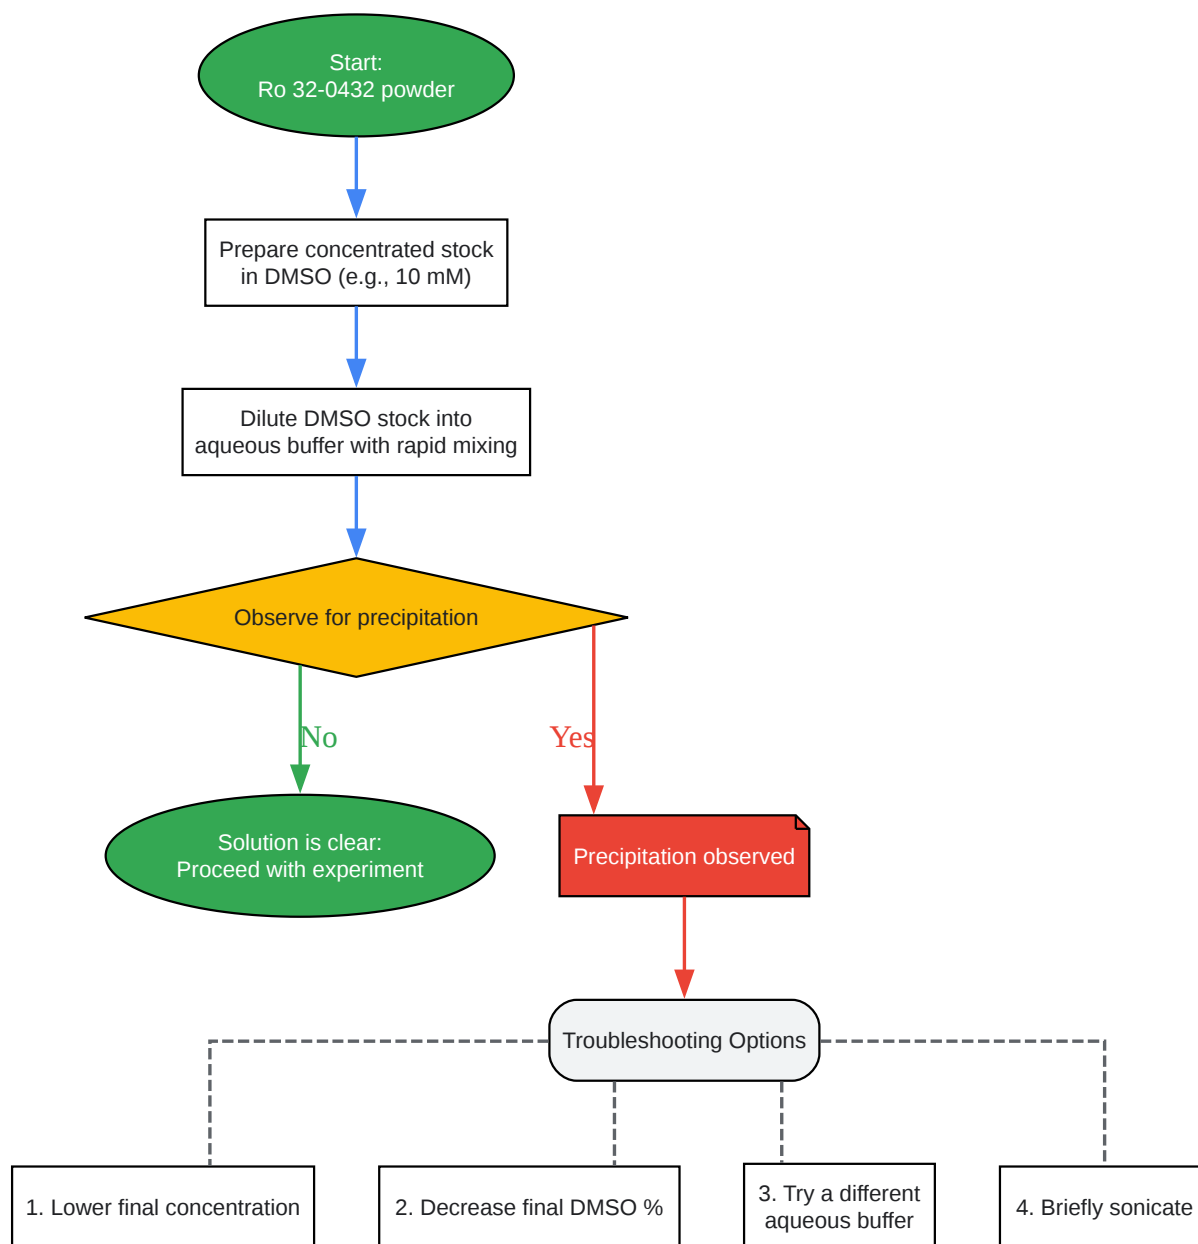 Start:
Ro 32-0432 powder
Prepare concentrated stock
in DMSO (e.g., 10 mM)
Dilute DMSO stock into
aqueous buffer with rapid mixing
Observe for precipitation
No
Yes
Solution is clear:
Proceed with experiment
Precipitation observed
Troubleshooting Options
1. Lower final concentration
2. Decrease final DMSO %
3. Try a different
aqueous buffer
4. Briefly sonicate